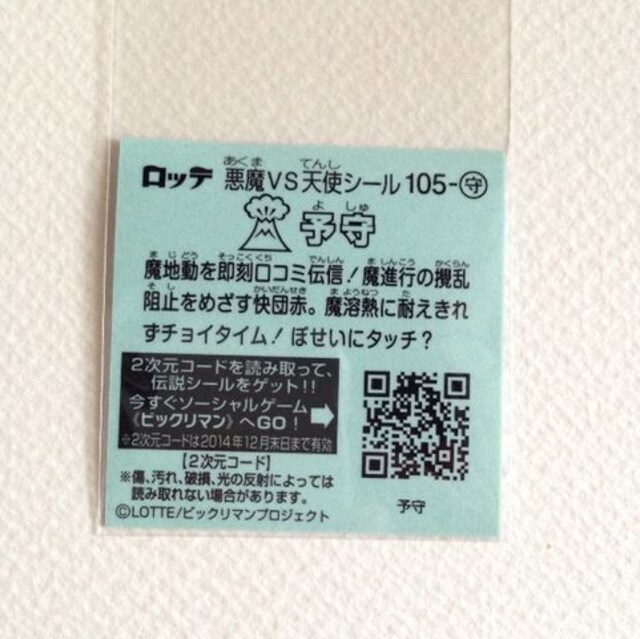 ロッテ 悪魔VS天使シール105-守
予守
魔地動を即刻口コミ伝信!魔進行の攪乱
阻止をめざす快団赤。魔溶熱に耐えきれ
ずチョイタイム!ぼせいにタッチ?
2次元コードを読み取って、
伝説シールをゲット!!
今すぐソーシャルゲーム
《ビックリマン》へGO!
※2次元コードは2014年12月末日まで有効
【2次元コード】
※傷、汚れ、破損、光の反射によっては
読み取れない場合があります。
©LOTTE/ビックリマンプロジェクト
予守